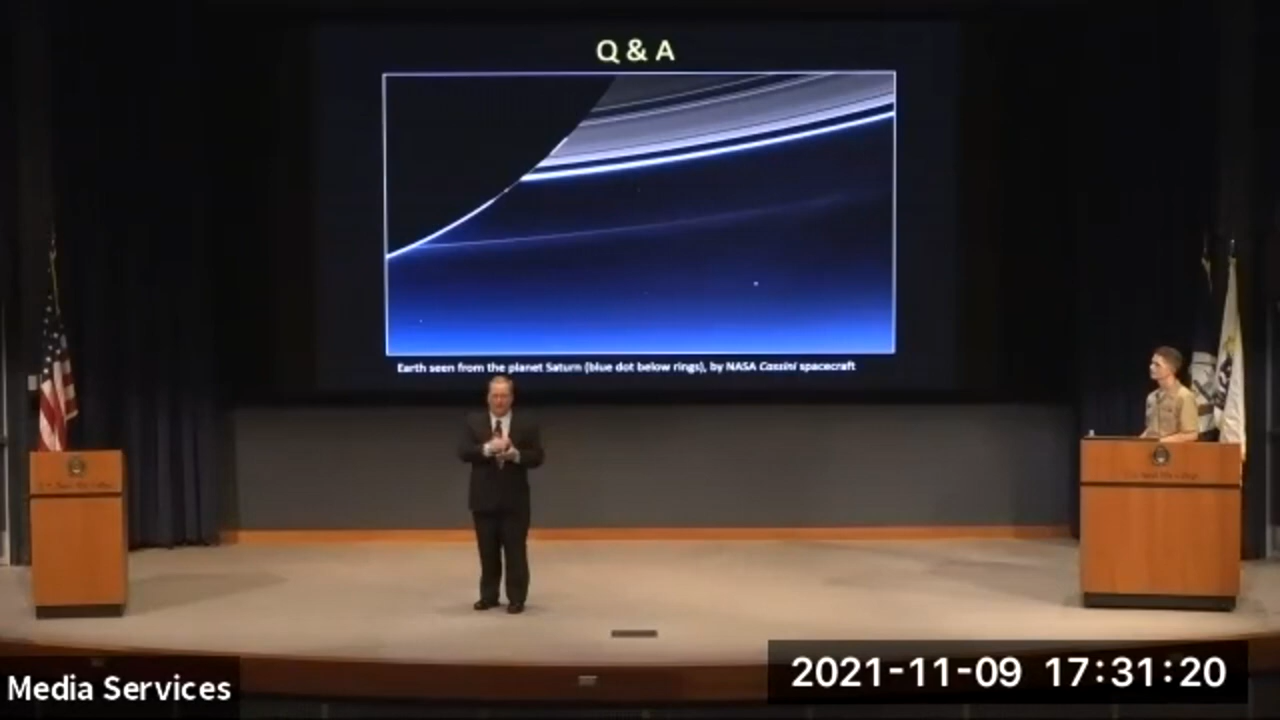 Q & A
Earth seen from the planet Saturn (blue dot below rings), by NASA Cassini spacecraft
Media Services
2021-11-09 17:31:20